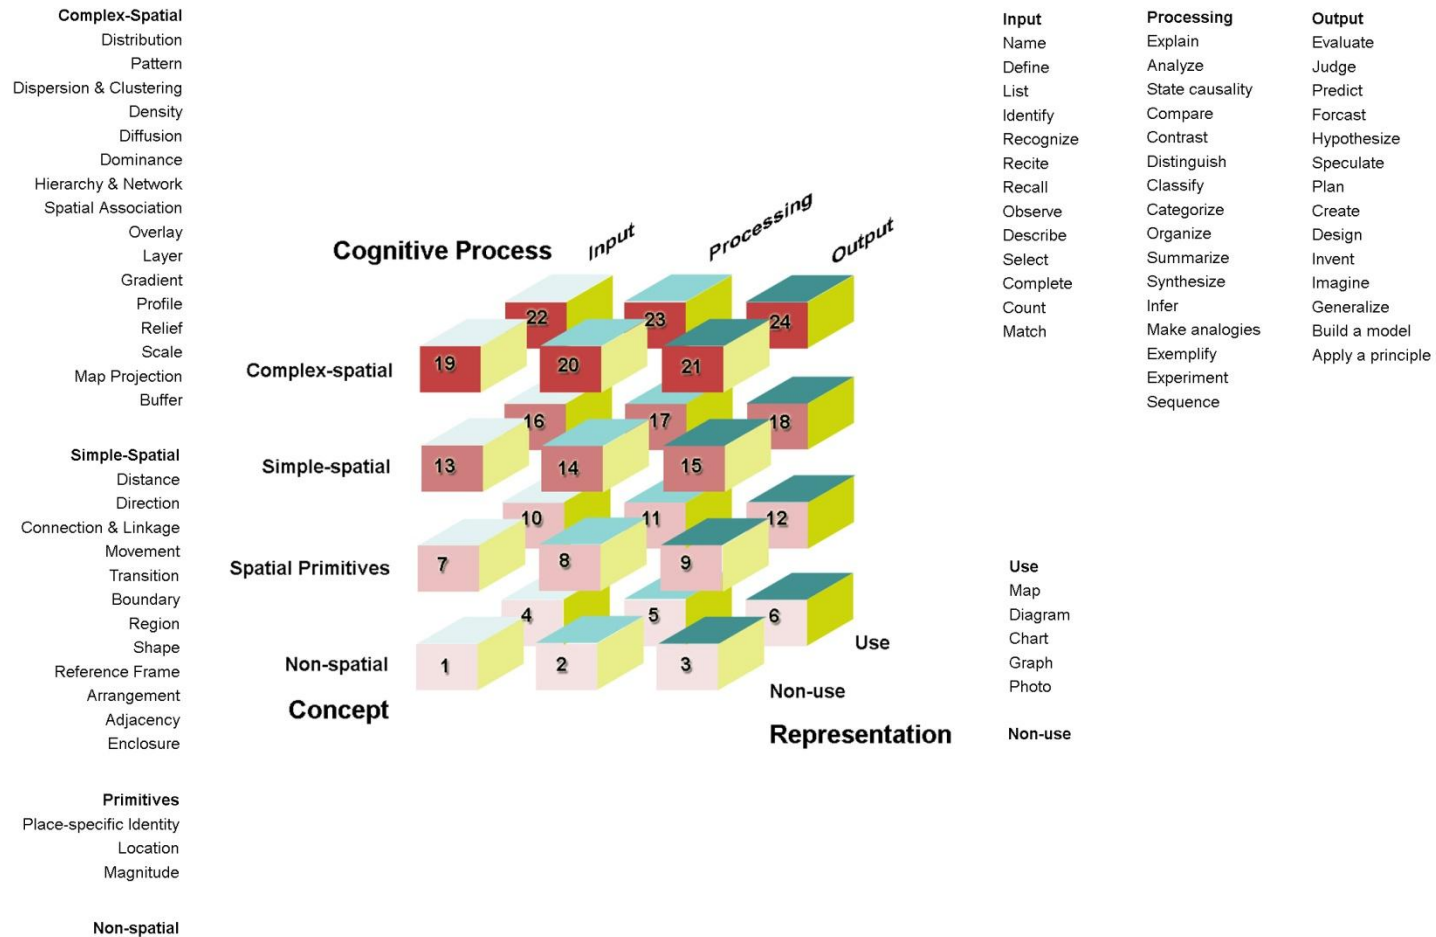 Complex-Spatial
Distribution
Pattern
Dispersion & Clustering
Density
Diffusion
Dominance
Hierarchy & Network
Spatial Association
Overlay
Layer
Gradient
Profile
Relief
Scale
Map Projection
Buffer
Simple-Spatial
Distance
Direction
Connection & Linkage
Movement
Transition
Boundary
Region
Shape
Reference Frame
Arrangement
Adjacency
Enclosure
Primitives
Place-specific Identity
Location
Magnitude
Non-spatial
Cognitive Process
Input
Processing
Output
22
23
24
Complex-spatial
19
20
21
16
17
18
Simple-spatial
13
14
15
10
11
12
Spatial Primitives
7
8
9
4
5
6
Use
Non-spatial
1
2
3
Non-use
Concept
Representation
Input
Name
Define
List
Identify
Recognize
Recite
Recall
Observe
Describe
Select
Complete
Count
Match
Processing
Explain
Analyze
State causality
Compare
Contrast
Distinguish
Classify
Categorize
Organize
Summarize
Synthesize
Infer
Make analogies
Exemplify
Experiment
Sequence
Output
Evaluate
Judge
Predict
Forcast
Hypothesize
Speculate
Plan
Create
Design
Invent
Imagine
Generalize
Build a model
Apply a principle
Use
Map
Diagram
Chart
Graph
Photo
Non-use